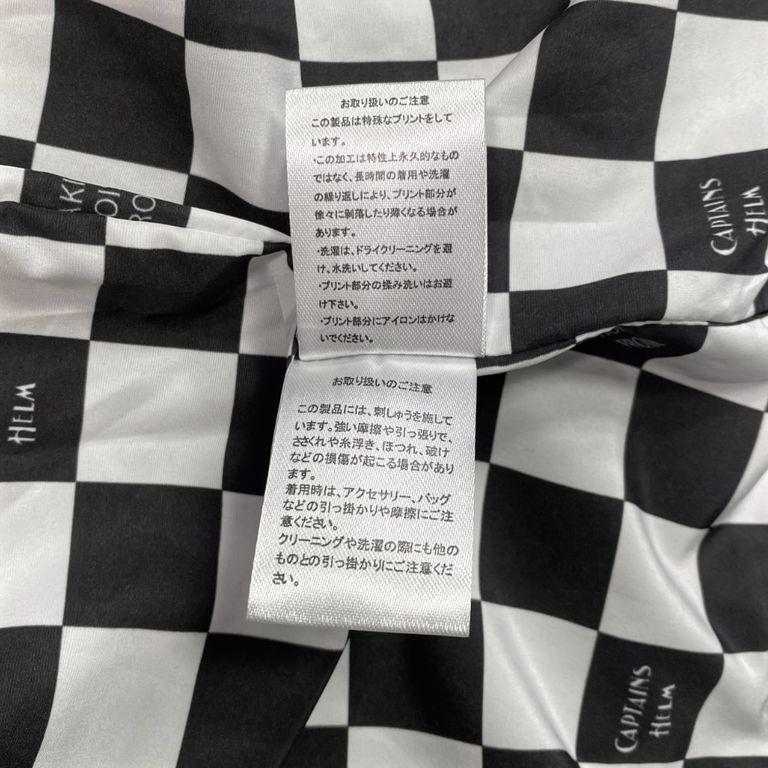 お取り扱いのご注意
この製品は特殊なプリントをして
います。
・この加工は特性上永久的なもの
ではなく、長時間の着用や洗濯
の繰り返しにより、プリント部分が
徐々に剥落したり薄くなる場合が
あります。
・洗濯は、ドライクリーニングを避
け、水洗いしてください。
・プリント部分の揉み洗いはお避
け下さい。
・プリント部分にアイロンはかけな
いでください。
お取り扱いのご注意
この製品には、刺しゅうを施して
います。強い摩擦や引っ張りで、
ささくれや糸浮き、ほつれ、破け
などの損傷が起こる場合があり
ます。
着用時は、アクセサリー、バッグ
などの引っ掛かりや摩擦にご注
意ください。
クリーニングや洗濯の際にも他の
ものとの引っ掛かりにご注意くだ
さい。
CAPTAINS
HELM
HELM
CAPTAINS
HELM